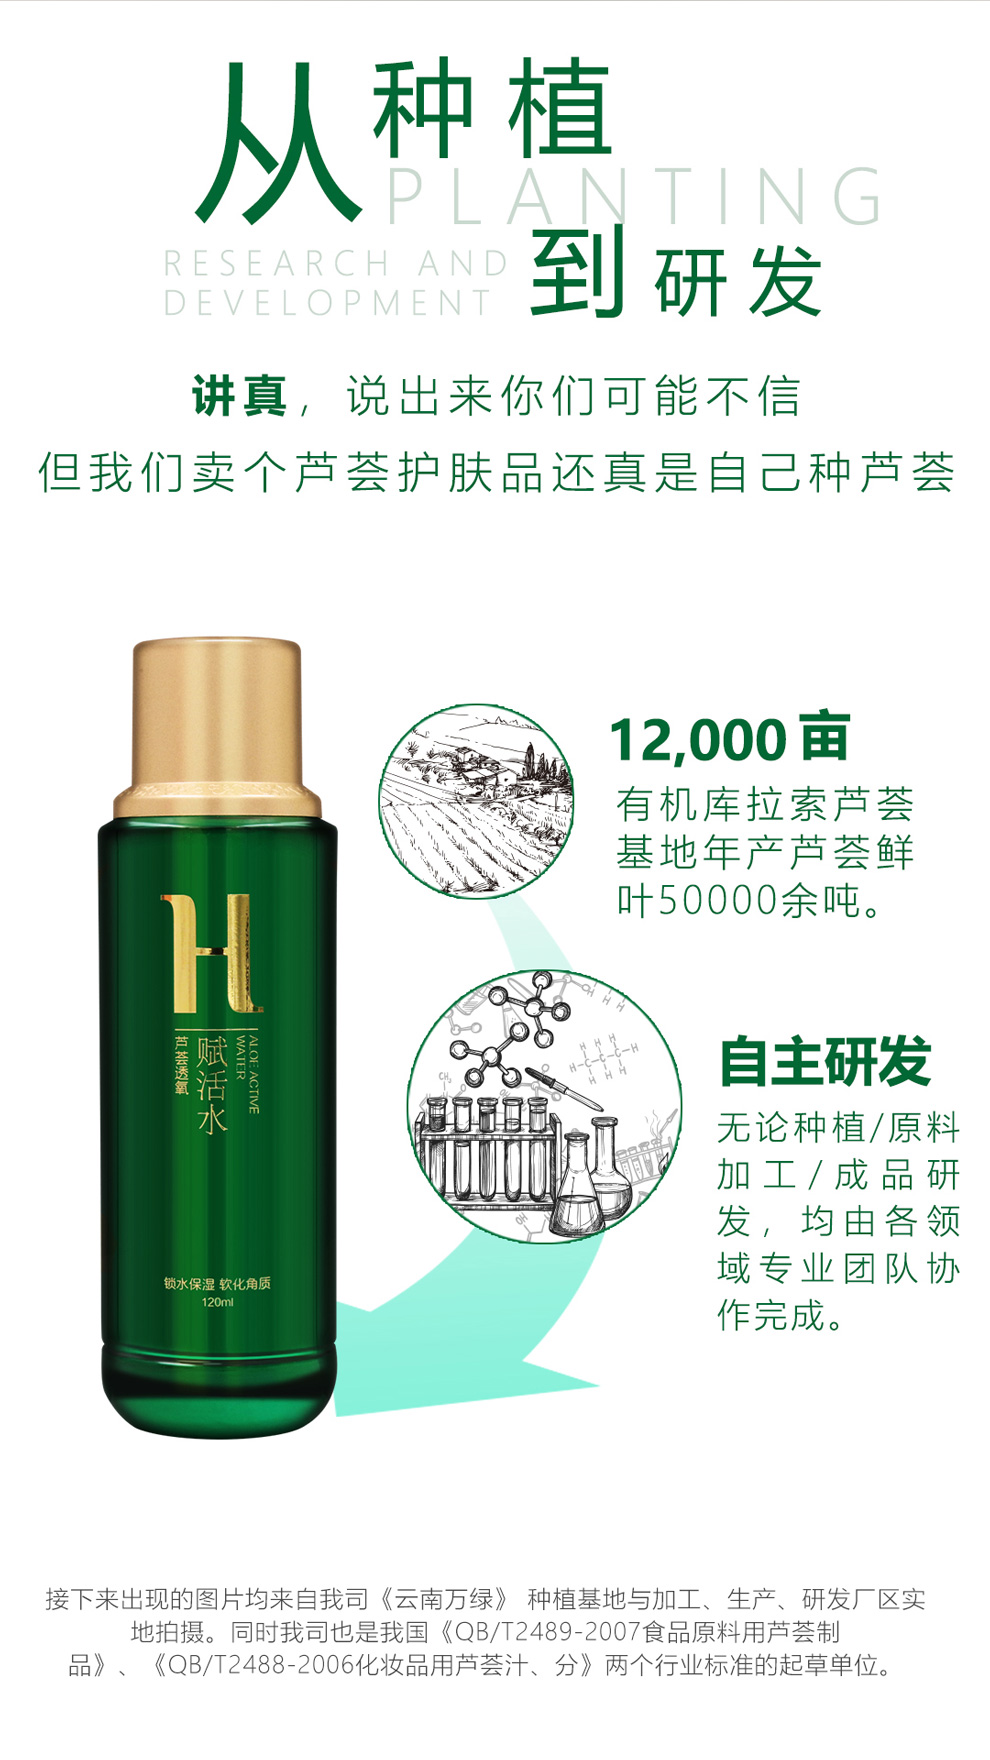 从种植
PLANTING
RESEARCH AND
DEVELOPMENT
到研发
讲真，说出来你们可能不信
但我们卖个芦荟护肤品还真是自己种芦荟
12,000亩
有机库拉索芦荟
基地年产芦荟鲜
叶50000余吨。
自主研发
无论种植/原料
加工/成品研
发，均由各领
域专业团队协
作完成。
H
ALOE ACTIVE
WATER
赋活水
芦荟透氧
锁水保湿 软化角质
120ml
接下来出现的图片均来自我司《云南万绿》 种植基地与加工、生产、研发厂区实
地拍摄。同时我司也是我国《QB/T2489-2007食品原料用芦荟制
品》、《QB/T2488-2006化妆品用芦荟汁、分》两个行业标准的起草单位。